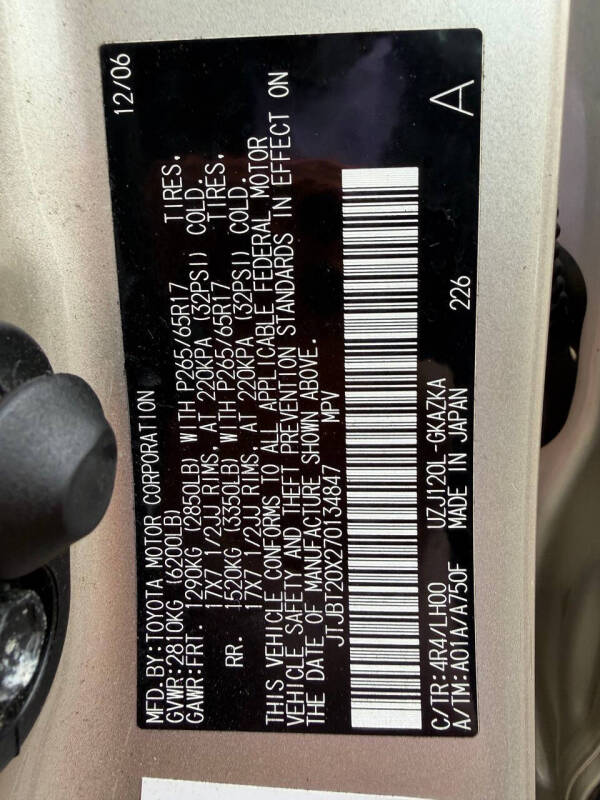 MFD.BY:TOYOTA MOTOR CORPORATION 12/06
GVWR:2810KG (6200LB)
GAWR:FRT. 1290KG (2850LB) WITH P265/65R17 TIRES,
17X7 1/2JJ RIMS, AT 220KPA (32PSI) COLD.
RR. 1520KG (3350LB) WITH P265/65R17 TIRES,
17X7 1/2JJ RIMS, AT 220KPA (32PSI) COLD.
THIS VEHICLE CONFORMS TO ALL APPLICABLE FEDERAL MOTOR
VEHICLE SAFETY AND THEFT PREVENTION STANDARDS IN EFFECT ON
THE DATE OF MANUFACTURE SHOWN ABOVE.
JTJBT20X270134847 MPV
C/TR:4R4/LH00 UZJ120L-GKAZKA A
A/TM:A01A/A750F MADE IN JAPAN 226